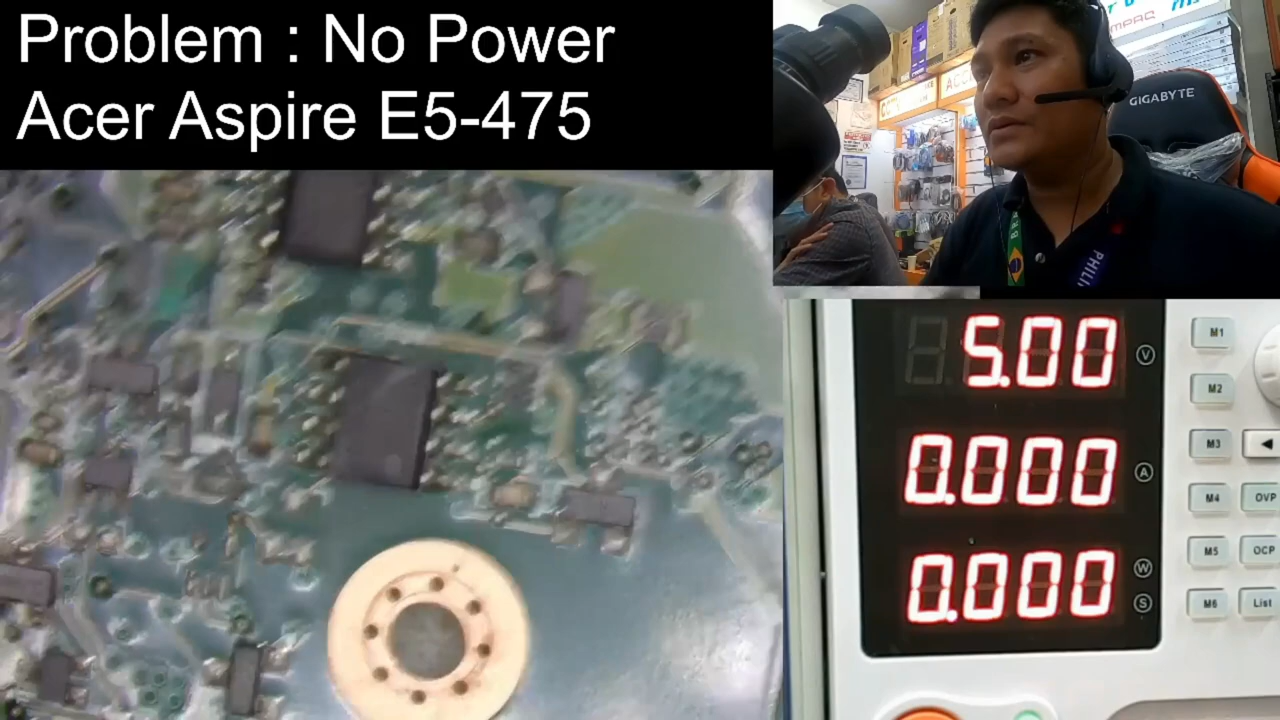 Problem : No Power
Acer Aspire E5-475
GIGABYTE
PHILI
5.00
V
0.000
A
0.000
W
S
M1
M2
M3
M4
OVP
M5
OCP
M6
List